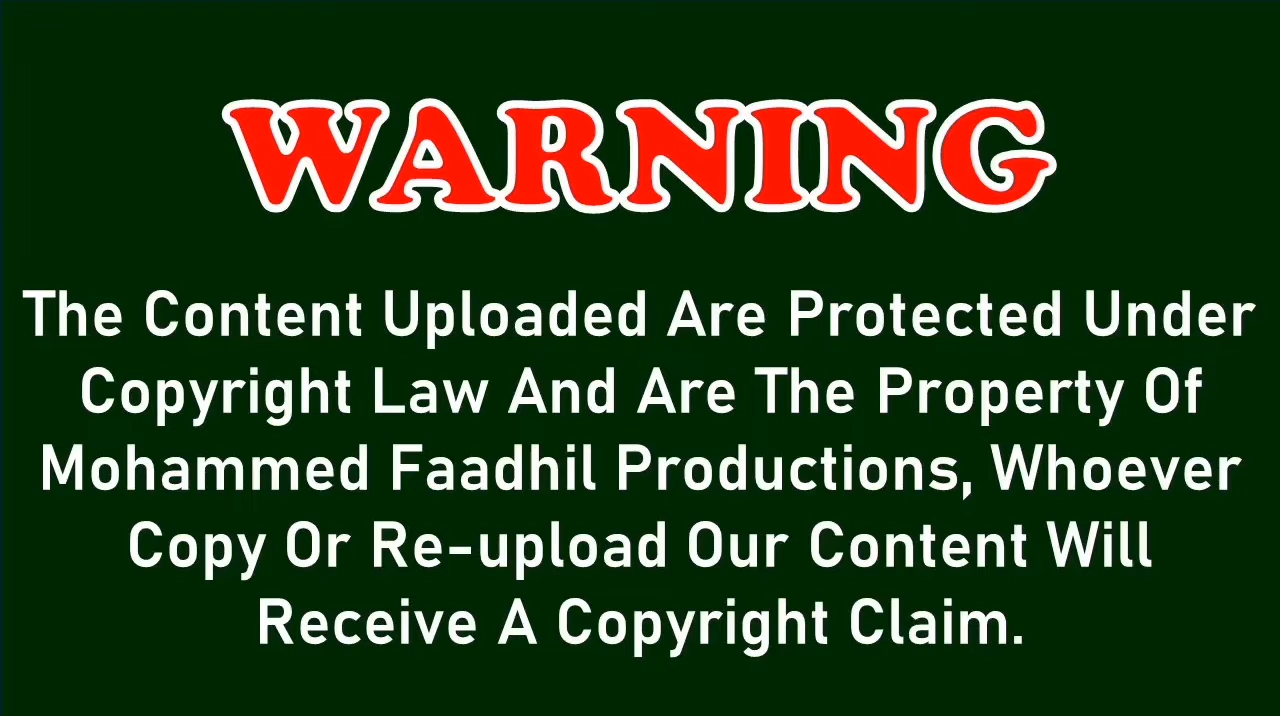 WARNING
The Content Uploaded Are Protected Under
Copyright Law And Are The Property Of
Mohammed Faadhil Productions, Whoever
Copy Or Re-upload Our Content Will
Receive A Copyright Claim.